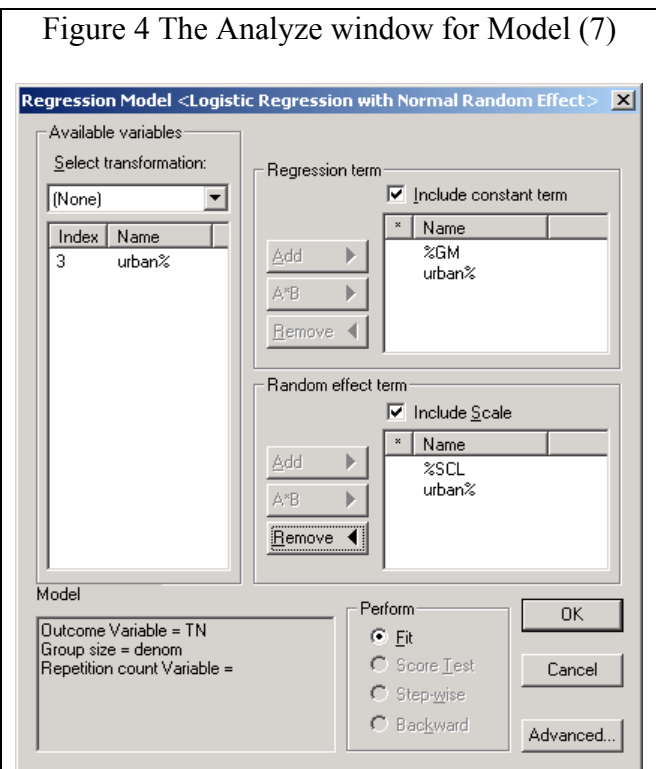 Figure 4 The Analyze window for Model (7)
Regression Model <Logistic Regression with Normal Random Effect>
Available variables
Select transformation:
(None)
Index Name
3 urban%
Regression term
Include constant term
* Name
%GM
urban%
Add
A*B
Remove
Random effect term
Include Scale
* Name
%SCL
urban%
Add
A*B
Remove
Model
Outcome Variable = TN
Group size = denom
Repetition count Variable =
Perform
Fit
Score Test
Step-wise
Backward
OK
Cancel
Advanced...